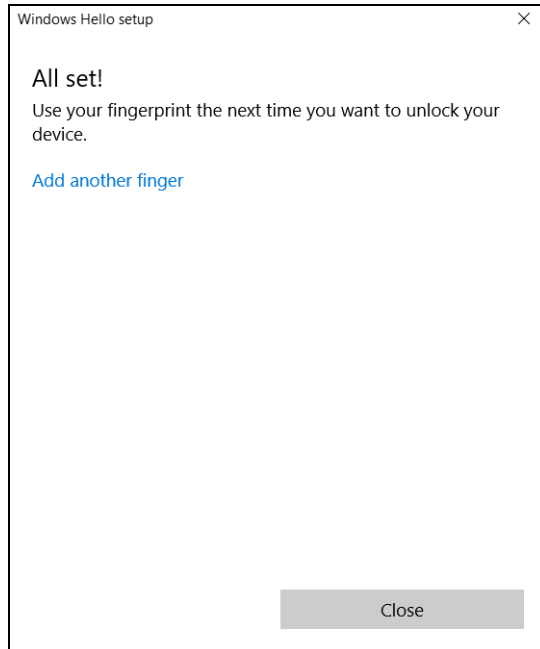 Windows Hello setup
All set!
Use your fingerprint the next time you want to unlock your
device.
Add another finger
Close